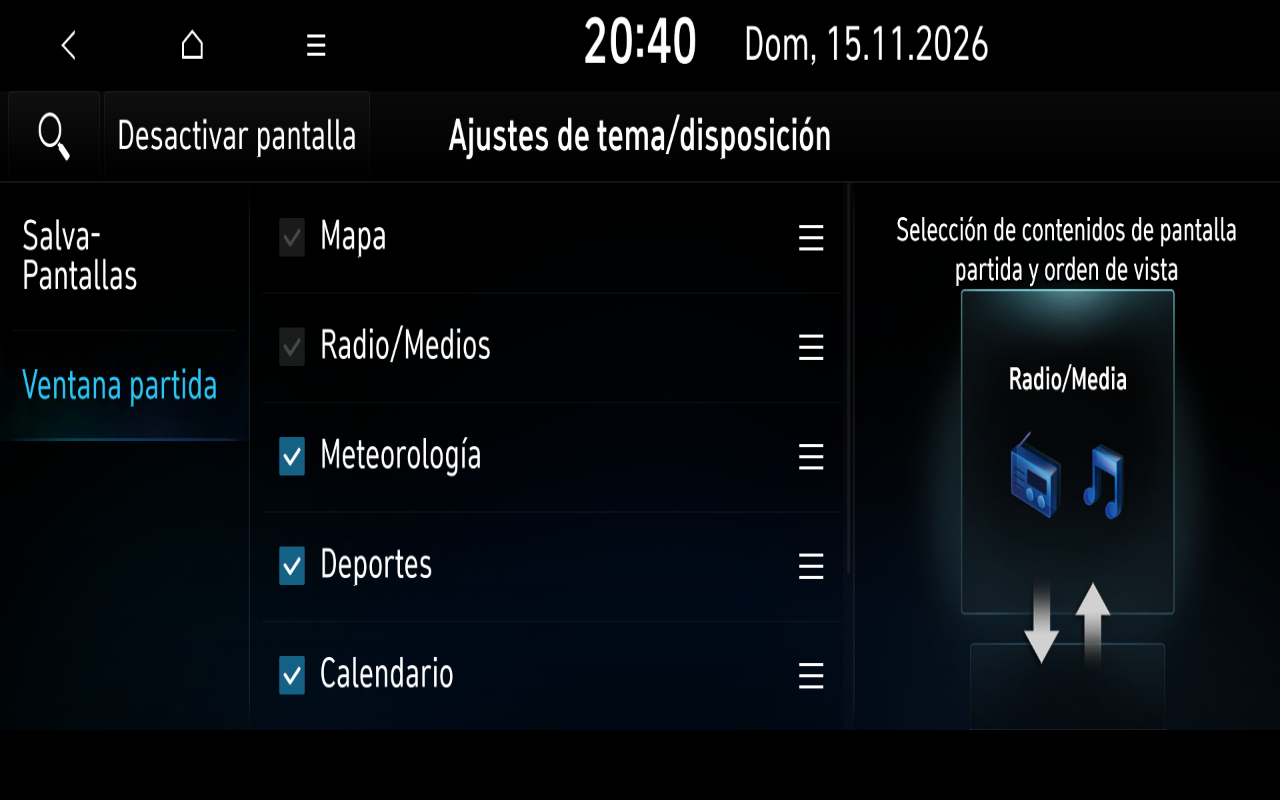 20:40 Dom, 15.11.2026
Desactivar pantalla
Ajustes de tema/disposición
Salva-
Pantallas
Ventana partida
Mapa
Radio/Medios
Meteorología
Deportes
Calendario
Selección de contenidos de pantalla
partida y orden de vista
Radio/Media